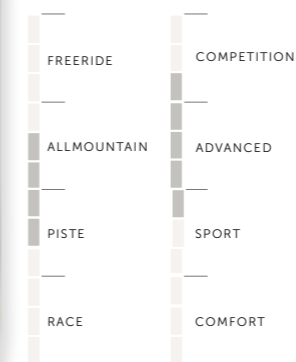 FREERIDE
ALLMOUNTAIN
PISTE
RACE
COMPETITION
ADVANCED
SPORT
COMFORT